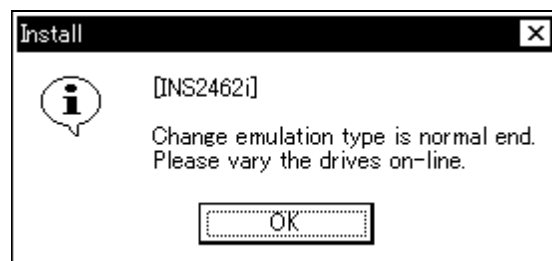 Install
[INS2462i]
Change emulation type is normal end.
Please vary the drives on-line.
OK